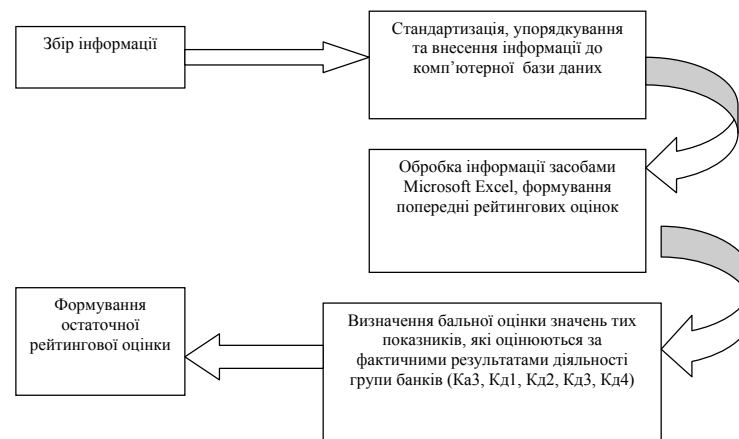 Збір інформації
Стандартизація, упорядкування
та внесення інформації до
комп’ютерної бази даних
Обробка інформації засобами
Microsoft Excel, формування
попередні рейтингових оцінок
Визначення бальної оцінки значень тих
показників, які оцінюються за
фактичними результатами діяльності
групи банків (Ка3, Кд1, Кд2, Кд3, Кд4)
Формування
остаточної
рейтингової оцінки